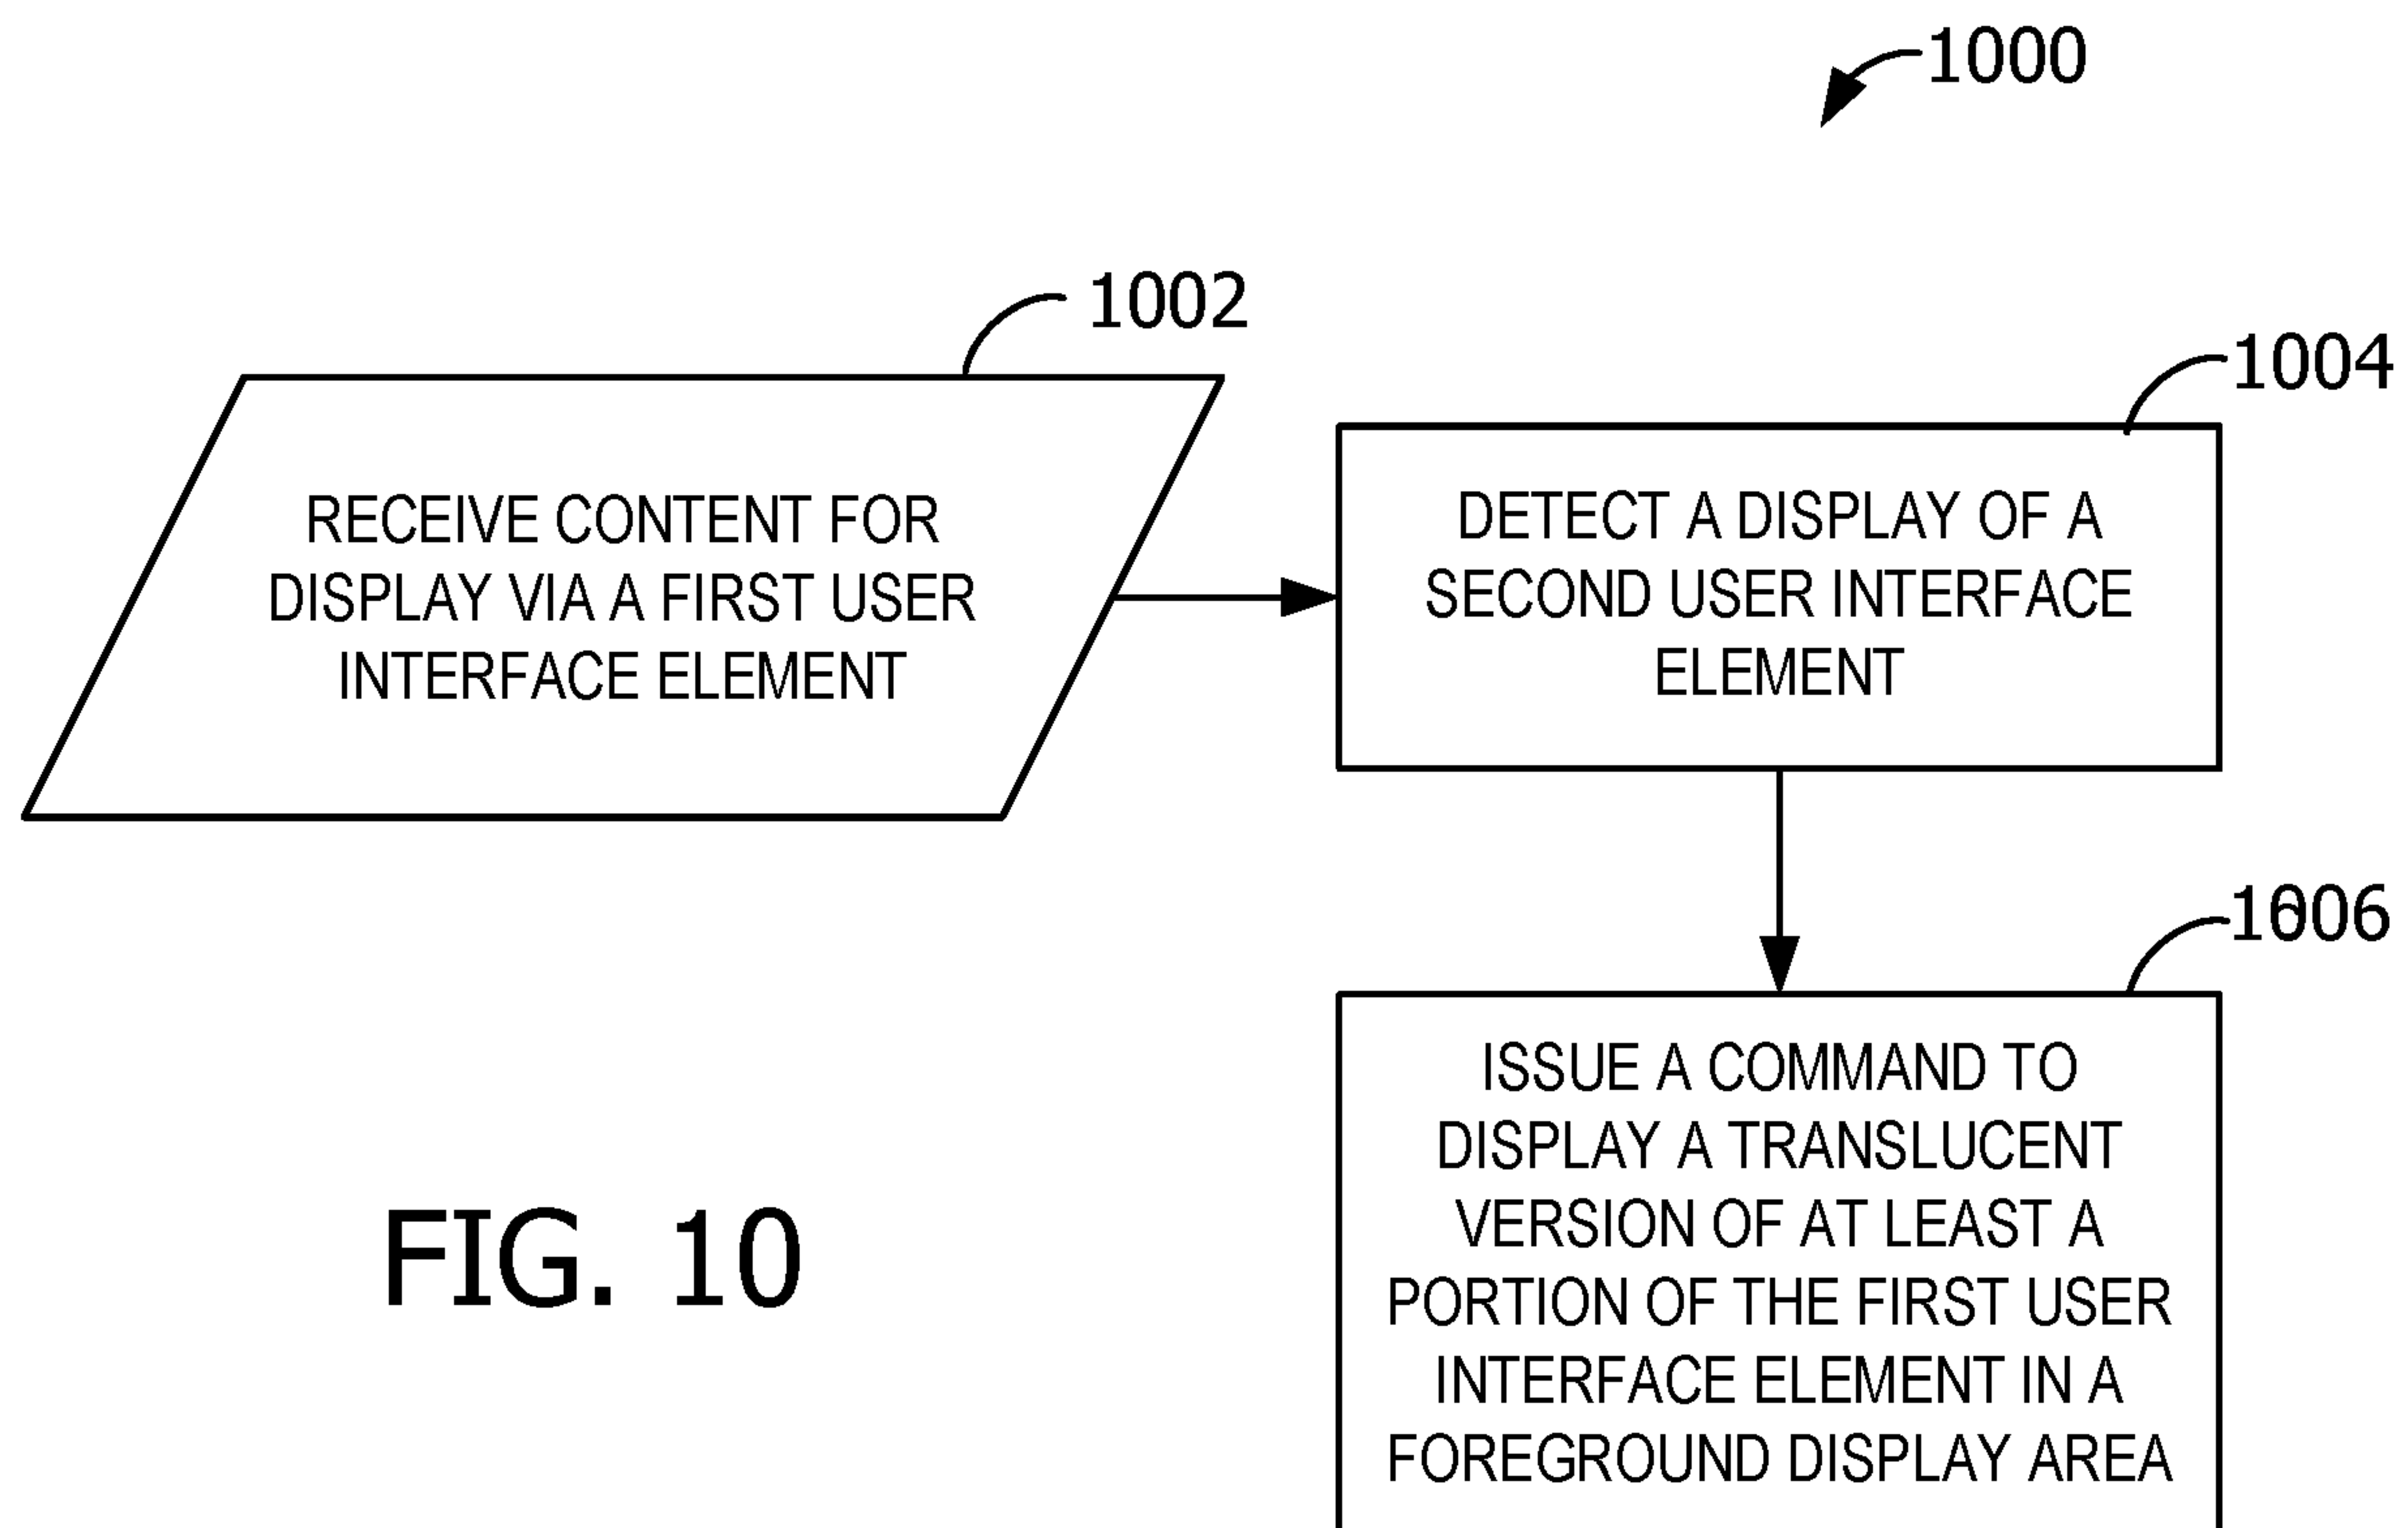 1000
1002
RECEIVE CONTENT FOR
DISPLAY VIA A FIRST USER
INTERFACE ELEMENT
1004
DETECT A DISPLAY OF A
SECOND USER INTERFACE
ELEMENT
1006
ISSUE A COMMAND TO
DISPLAY A TRANSLUCENT
VERSION OF AT LEAST A
PORTION OF THE FIRST USER
INTERFACE ELEMENT IN A
FOREGROUND DISPLAY AREA
FIG. 10